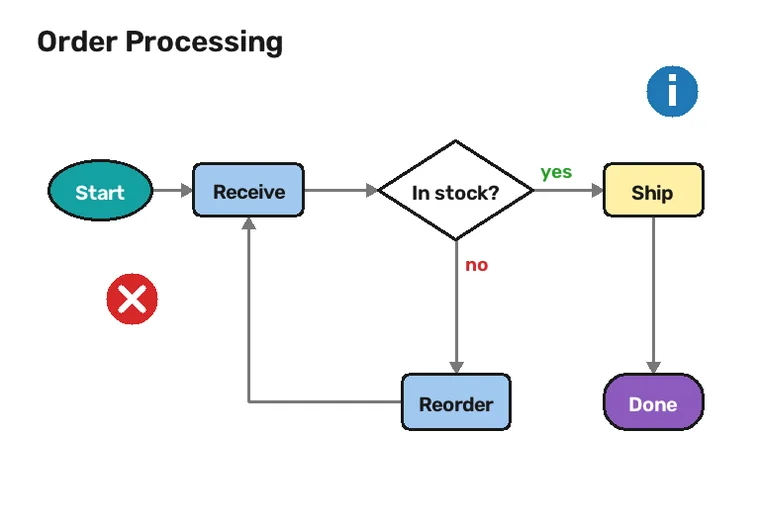 Order Processing
Start
Receive
In stock?
yes
Ship
no
Reorder
Done